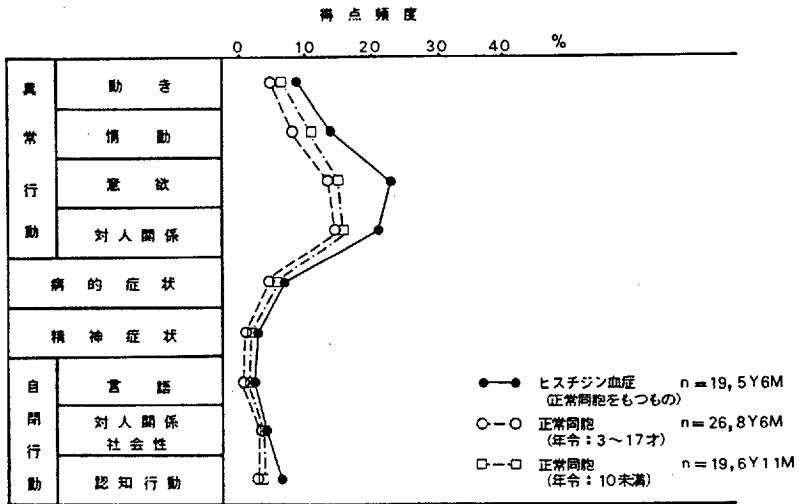 得点頻度
0 10 20 30 40 %
異常行動
動き
情動
意欲
対人関係
病的症状
精神症状
自閉行動
言語
対人関係
社会性
認知行動
ヒスチジン血症 n=19,5Y6M
(正常同胞をもつもの)
正常同胞 n=26,8Y6M
(年令:3~17才)
正常同胞 n=19,6Y11M
(年令:10未満)